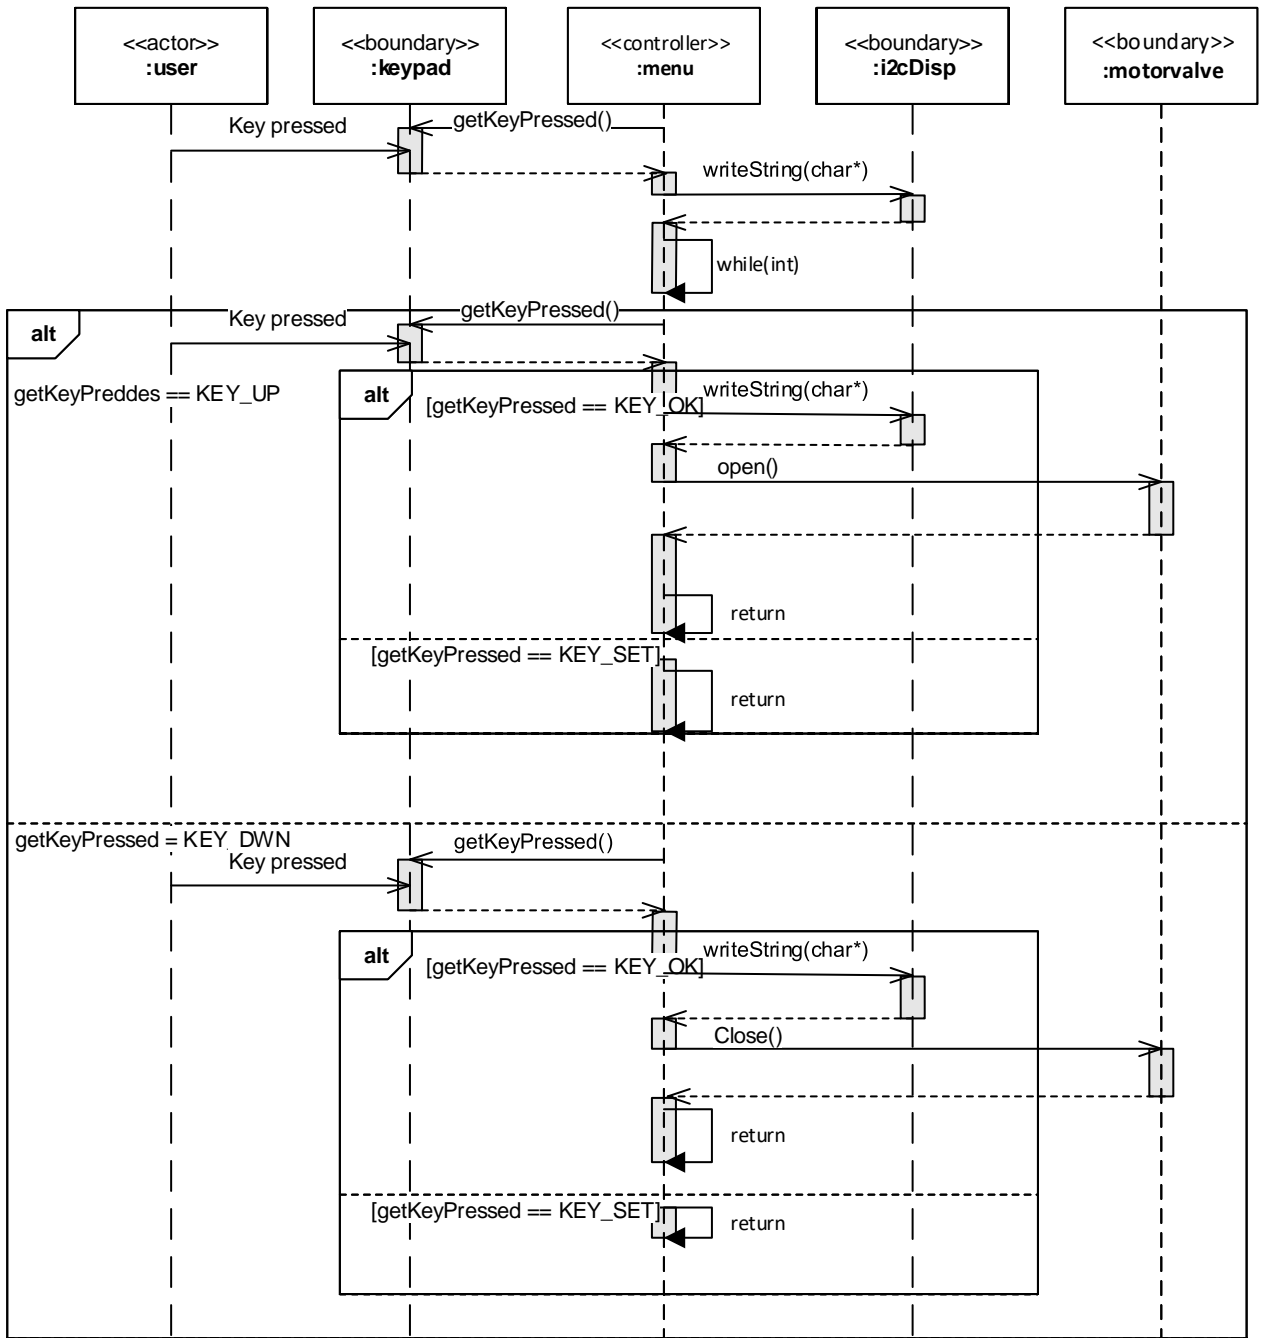 <<actor>>
:user
<<boundary>>
:keypad
<<controller>>
:menu
<<boundary>>
:i2cDisp
<<boundary>>
:motorvalve
Key pressed
getKeyPressed()
writeString(char*)
while(int)
alt
Key pressed
getKeyPressed()
getKeyPreddes == KEY_UP
alt
[getKeyPressed == KEY_OK]
writeString(char*)
open()
return
[getKeyPressed == KEY_SET]
return
getKeyPressed = KEY_DWN
Key pressed
getKeyPressed()
alt
[getKeyPressed == KEY_OK]
writeString(char*)
Close()
return
[getKeyPressed == KEY_SET]
return